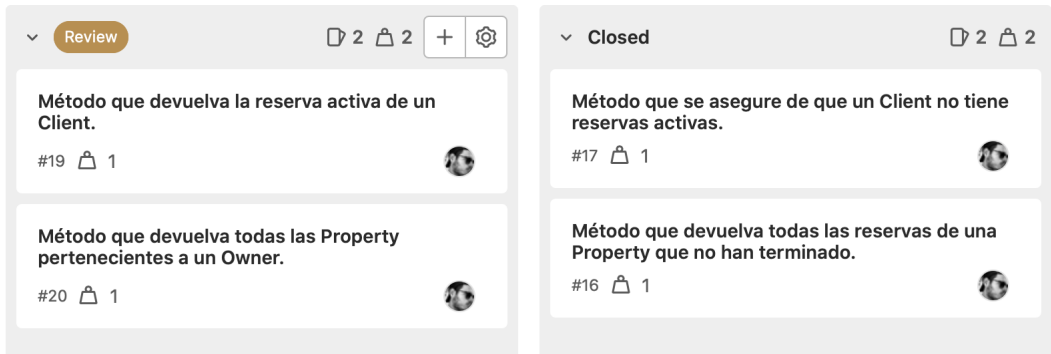 Review
2
2
Método que devuelva la reserva activa de un
Client.
#19
1
Método que devuelva todas las Property
pertenecientes a un Owner.
#20
1
Closed
2
2
Método que se asegure de que un Client no tiene
reservas activas.
#17
1
Método que devuelva todas las reservas de una
Property que no han terminado.
#16
1